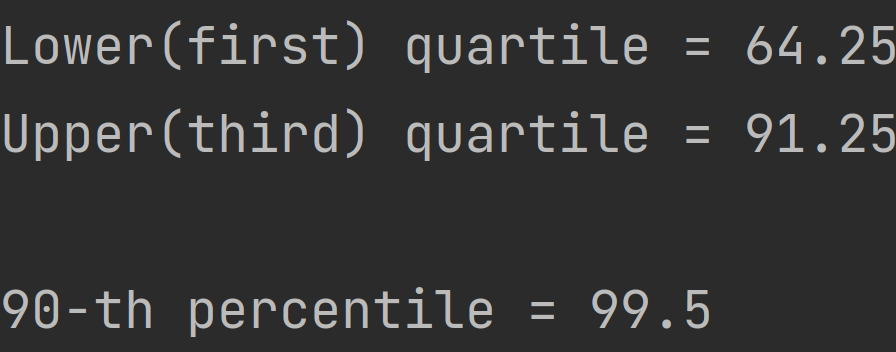 Lower(first) quartile = 64.25
Upper(third) quartile = 91.25
90-th percentile = 99.5